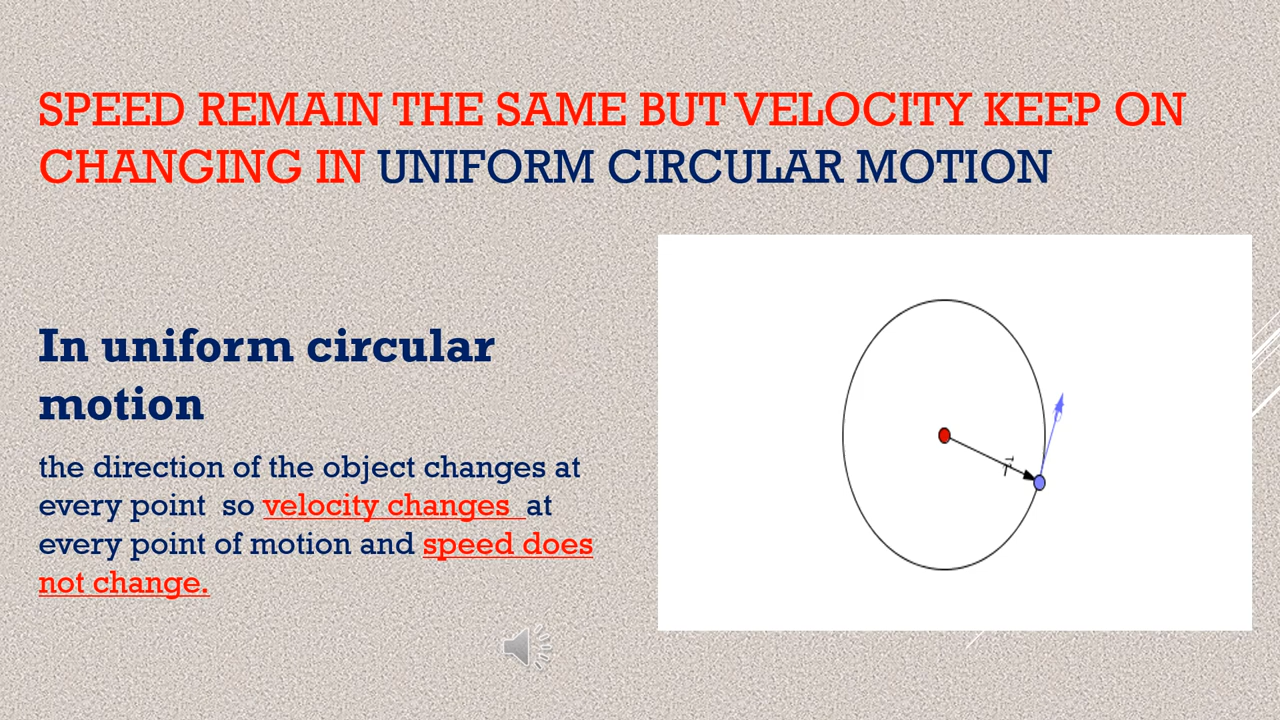 SPEED REMAIN THE SAME BUT VELOCITY KEEP ON
CHANGING IN UNIFORM CIRCULAR MOTION
In uniform circular
motion
the direction of the object changes at
every point so velocity changes at
every point of motion and speed does
not change.
r